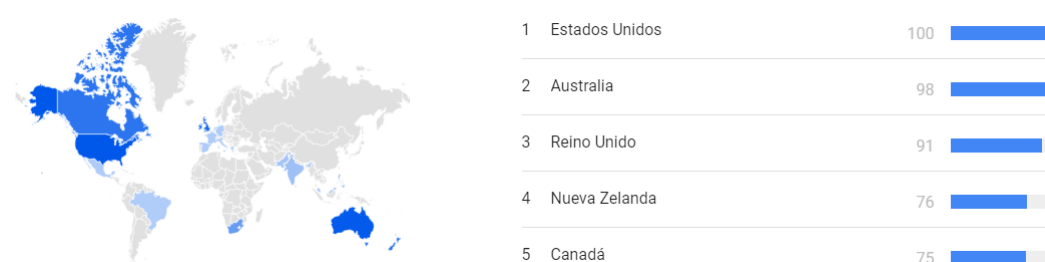 1 Estados Unidos 100
2 Australia 98
3 Reino Unido 91
4 Nueva Zelanda 76
5 Canadá 75